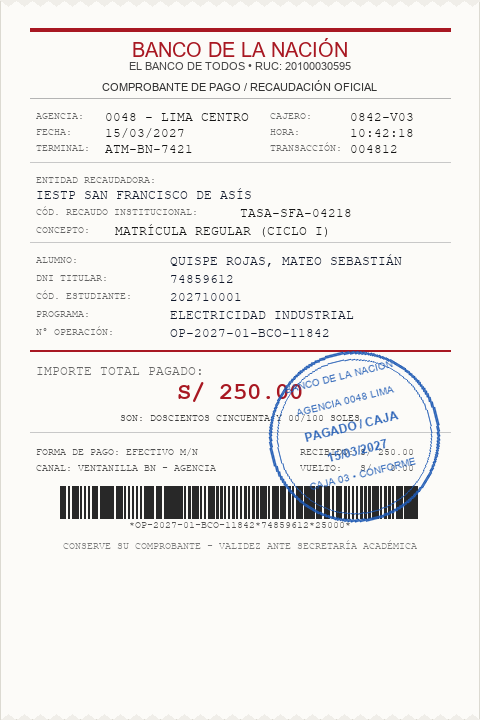 BANCO DE LA NACIÓN
EL BANCO DE TODOS • RUC: 20100030595
COMPROBANTE DE PAGO / RECAUDACIÓN OFICIAL
AGENCIA: 0048 - LIMA CENTRO CAJERO: 0842-V03
FECHA: 15/03/2027 HORA: 10:42:18
TERMINAL: ATM-BN-7421 TRANSACCIÓN: 004812
ENTIDAD RECAUDADORA:
IESTP SAN FRANCISCO DE ASÍS
CÓD. RECAUDO INSTITUCIONAL: TASA-SFA-04218
CONCEPTO: MATRÍCULA REGULAR (CICLO I)
ALUMNO: QUISPE ROJAS, MATEO SEBASTIÁN
DNI TITULAR: 74859612
CÓD. ESTUDIANTE: 202710001
PROGRAMA: ELECTRICIDAD INDUSTRIAL
N° OPERACIÓN: OP-2027-01-BCO-11842
IMPORTE TOTAL PAGADO:
S/ 250.00
SON: DOSCIENTOS CINCUENTA Y 00/100 SOLES
FORMA DE PAGO: EFECTIVO M/N S/ 250.00
CANAL: VENTANILLA BN - AGENCIA VUELTO: S/
BANCO DE LA NACIÓN
AGENCIA 0048 LIMA
PAGADO / CAJA
15/03/2027
CAJA 03 • CONFORME
*OP-2027-01-BCO-11842*74859612*25000*
CONSERVE SU COMPROBANTE - VALIDEZ ANTE SECRETARÍA ACADÉMICA